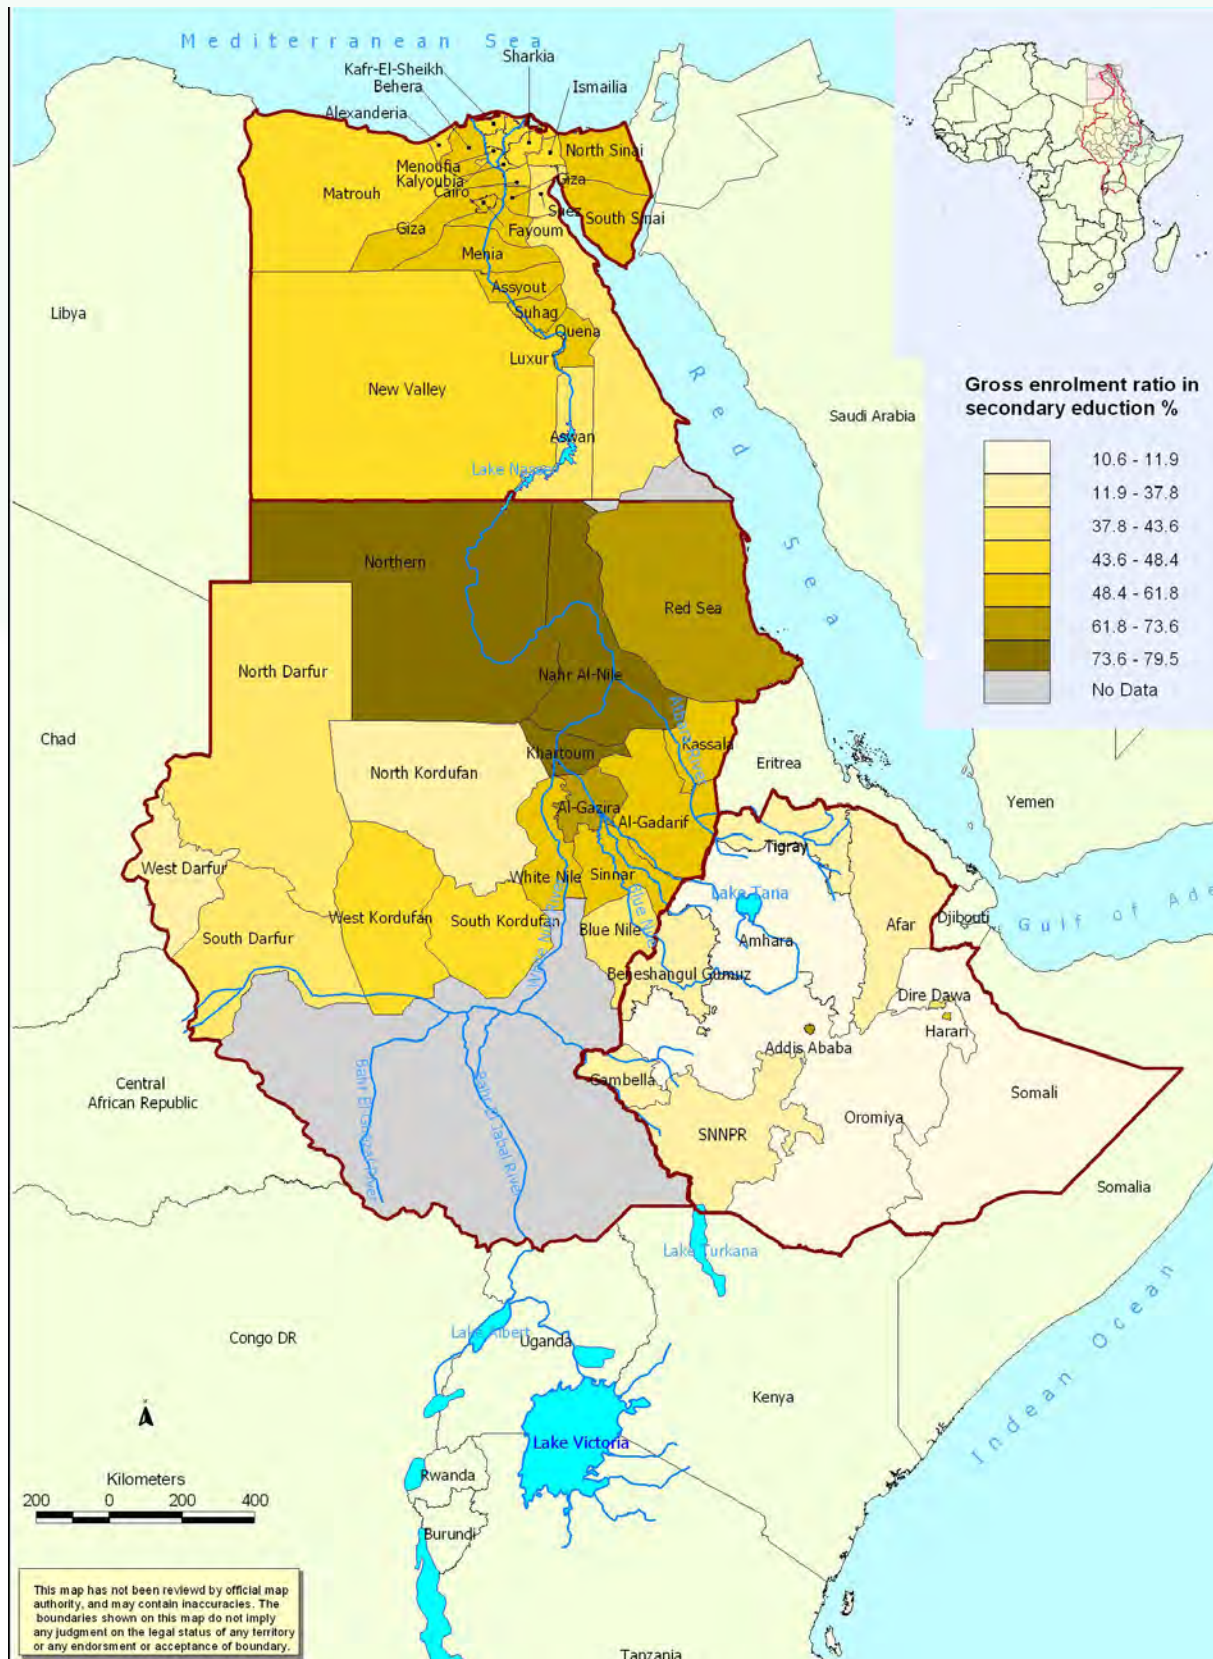 Mediterranean Sea
Sharkia
Kafr-El-Sheikh
Behera
Ismailia
Alexanderia
North Sinai
Menoufia
Kalyoubia
Giza
Cairo
Matrouh
Suez
South Sinai
Giza
Fayoum
Menia
Assyout
Suhag
Quena
Luxur
New Valley
Aswan
Lake Nasser
Libya
Red Sea
Saudi Arabia
Gross enrolment ratio in
secondary eduction %
10.6 - 11.9
11.9 - 37.8
37.8 - 43.6
43.6 - 48.4
48.4 - 61.8
61.8 - 73.6
73.6 - 79.5
No Data
Northern
Red Sea
North Darfur
Nahr Al-Nile
Chad
Khartoum
Kassala
North Kordufan
Eritrea
Al-Gazira
Al-Gadarif
Yemen
Tigray
West Darfur
White Nile
Sinnar
Lake Tana
West Kordufan
South Kordufan
Blue Nile
Blue Nile
South Darfur
Blue Nile
Amhara
Afar
Djibouti
Gulf of Ade
Beneshangul Gumuz
Dire Dawa
Harari
Addis Ababa
Central
African Republic
Gambella
Somali
Oromiya
SNNPR
Bahr El Jabal River
Somalia
Lake Turkana
Congo DR
Lake Albert
Uganda
Kenya
Indean Ocean
Lake Victoria
Kilometers
200 0 200 400
Rwanda
Burundi
Tanzania
This map has not been reviewd by official map
authority, and may contain inaccuracies. The
boundaries shown on this map do not imply
any judgment on the legal status of any territory
or any endorsment or acceptance of boundary.